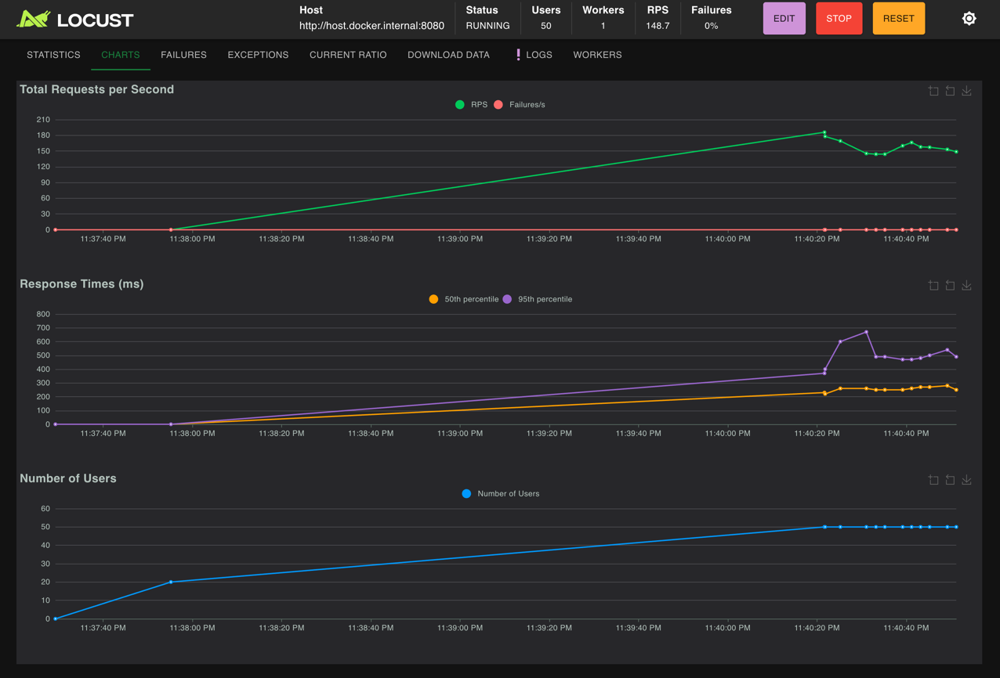 LOCUST
Host
http://host.docker.internal:8080
Status
RUNNING
Users
50
Workers
1
RPS
148.7
Failures
0%
EDIT
STOP
RESET
STATISTICS
CHARTS
FAILURES
EXCEPTIONS
CURRENT RATIO
DOWNLOAD DATA
! LOGS
WORKERS
Total Requests per Second
RPS Failures/s
210
180
150
120
90
60
30
0
11:37:40 PM 11:38:00 PM 11:38:20 PM 11:38:40 PM 11:39:00 PM 11:39:20 PM 11:39:40 PM 11:40:00 PM 11:40:20 PM 11:40:40 PM
Response Times (ms)
50th percentile 95th percentile
800
700
600
500
400
300
200
100
0
11:37:40 PM 11:38:00 PM 11:38:20 PM 11:38:40 PM 11:39:00 PM 11:39:20 PM 11:39:40 PM 11:40:00 PM 11:40:20 PM 11:40:40 PM
Number of Users
Number of Users
60
50
40
30
20
10
0
11:37:40 PM 11:38:00 PM 11:38:20 PM 11:38:40 PM 11:39:00 PM 11:39:20 PM 11:39:40 PM 11:40:00 PM 11:40:20 PM 11:40:40 PM